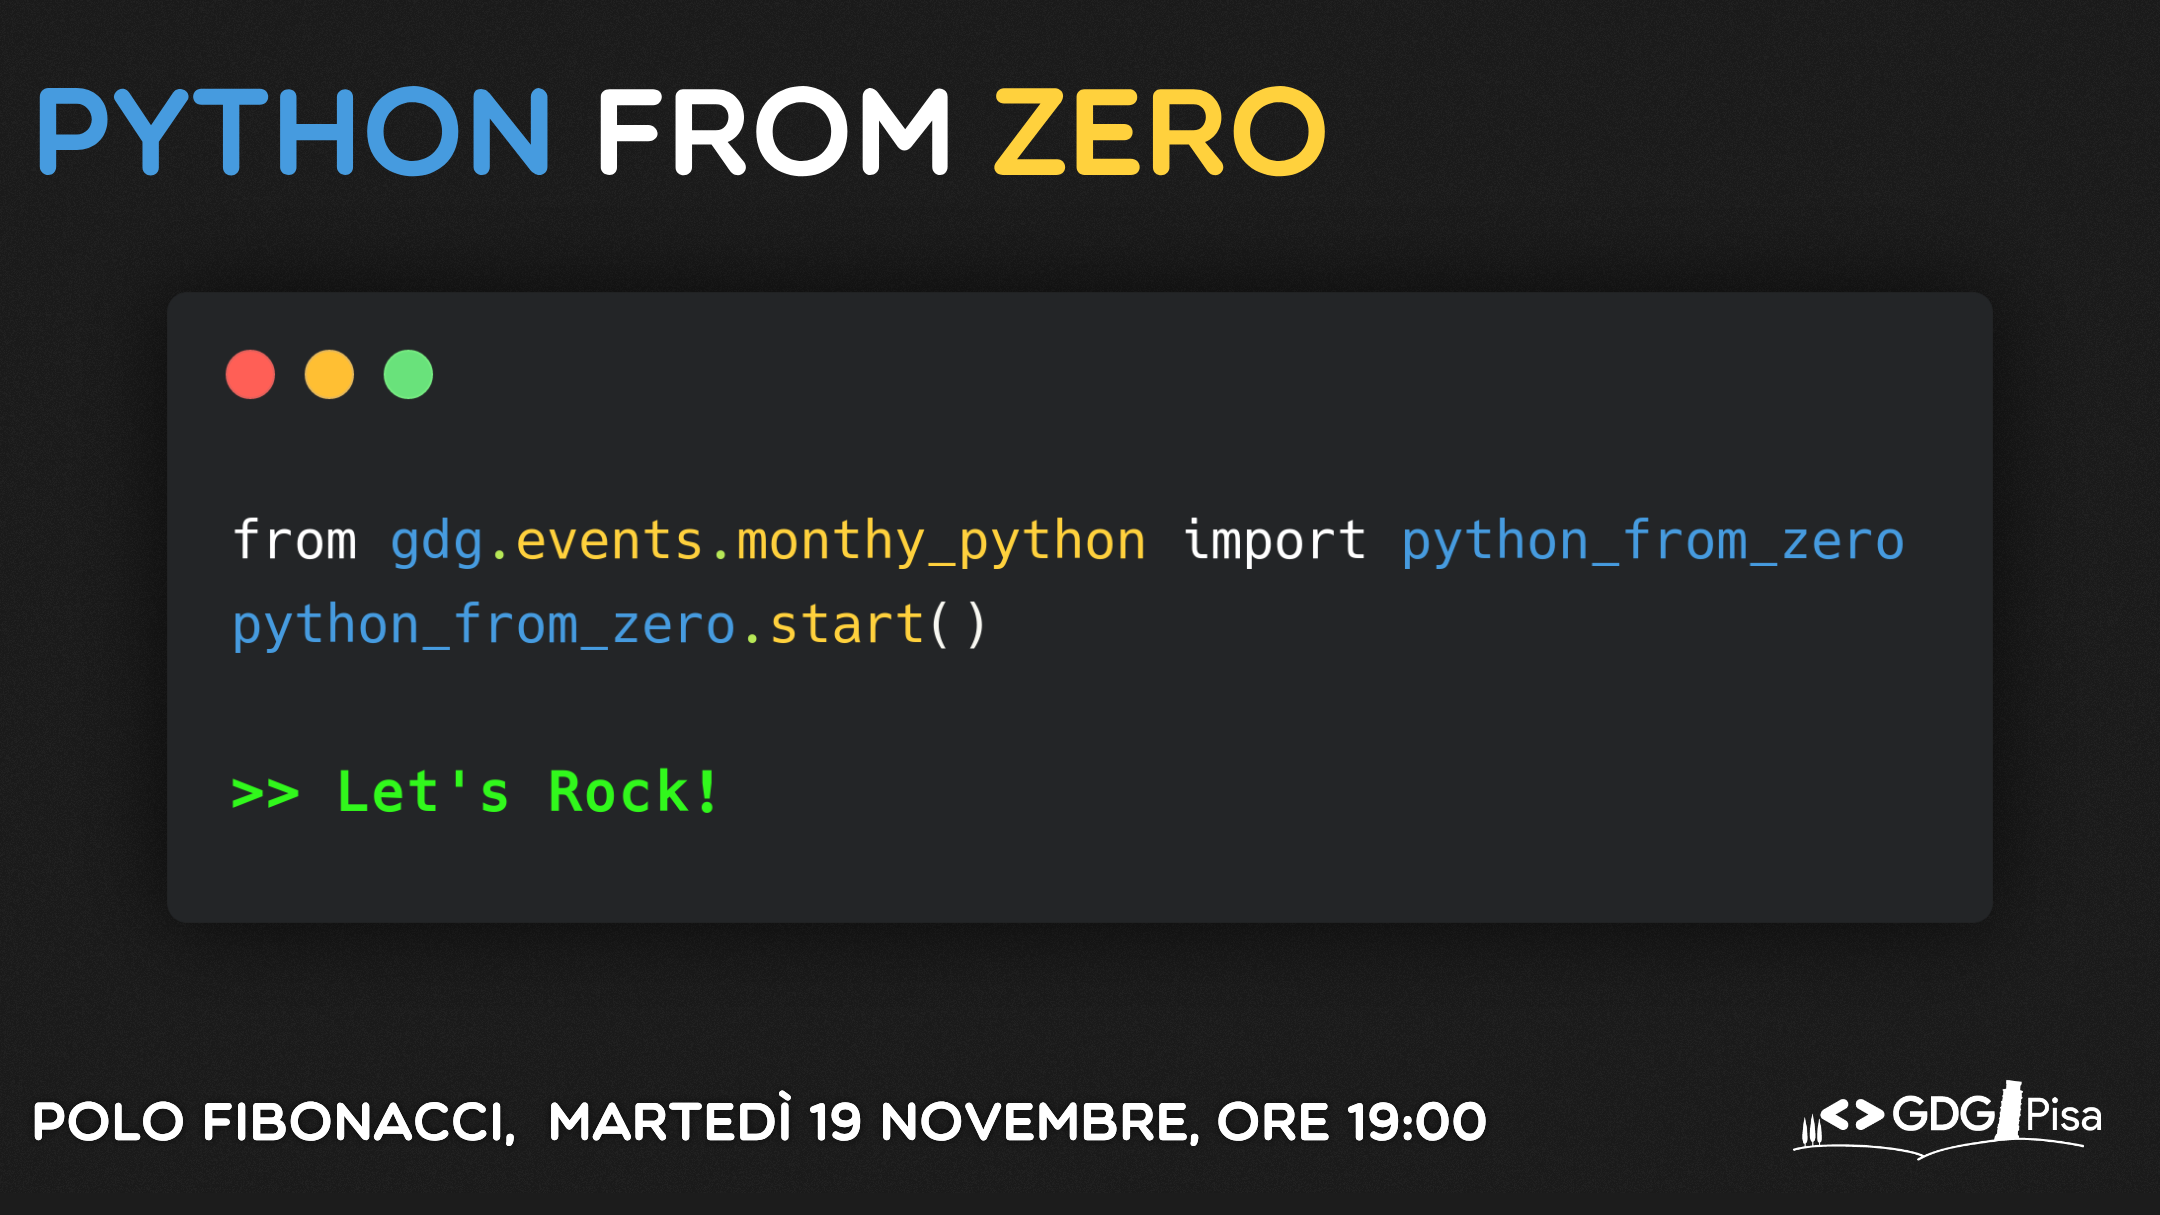 PYTHON FROM ZERO
from gdg.events.monthy_python import python_from_zero
python_from_zero.start()
>> Let's Rock!
POLO FIBONACCI, MARTEDÌ 19 NOVEMBRE, ORE 19:00
<> GDG Pisa